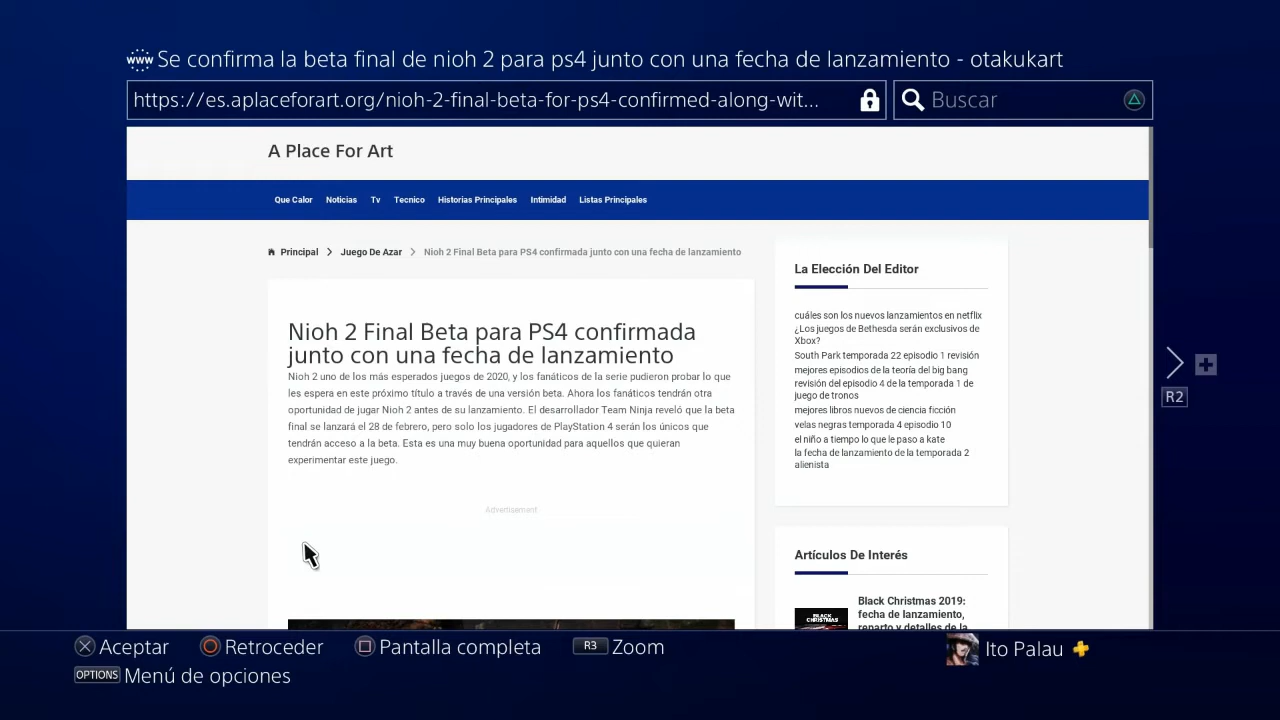 www Se confirma la beta final de nioh 2 para ps4 junto con una fecha de lanzamiento - otakukart
https://es.aplaceforart.org/nioh-2-final-beta-for-ps4-confirmed-along-wit...
Buscar
A Place For Art
Que Calor Noticias Tv Tecnico Historias Principales Intimidad Listas Principales
Principal > Juego De Azar > Nioh 2 Final Beta para PS4 confirmada junto con una fecha de lanzamiento
Nioh 2 Final Beta para PS4 confirmada
junto con una fecha de lanzamiento
Nioh 2 uno de los más esperados juegos de 2020, y los fanáticos de la serie pudieron probar lo que
les espera en este próximo título a través de una versión beta. Ahora los fanáticos tendrán otra
oportunidad de jugar Nioh 2 antes de su lanzamiento. El desarrollador Team Ninja reveló que la beta
final se lanzará el 28 de febrero, pero solo los jugadores de PlayStation 4 serán los únicos que
tendrán acceso a la beta. Esta es una muy buena oportunidad para aquellos que quieran
experimentar este juego.
Advertisement
La Elección Del Editor
cuáles son los nuevos lanzamientos en netflix
¿Los juegos de Bethesda serán exclusivos de
Xbox?
South Park temporada 22 episodio 1 revisión
mejores episodios de la teoría del big bang
revisión del episodio 4 de la temporada 1 de
juego de tronos
mejores libros nuevos de ciencia ficción
velas negras temporada 4 episodio 10
el niño a tiempo lo que le paso a kate
la fecha de lanzamiento de la temporada 2
alienista
Artículos De Interés
BLACK
CHRISTMAS
Black Christmas 2019:
fecha de lanzamiento,
reparto y detalles de la
R2
Aceptar Retroceder Pantalla completa R3 Zoom
OPTIONS Menú de opciones
Ito Palau